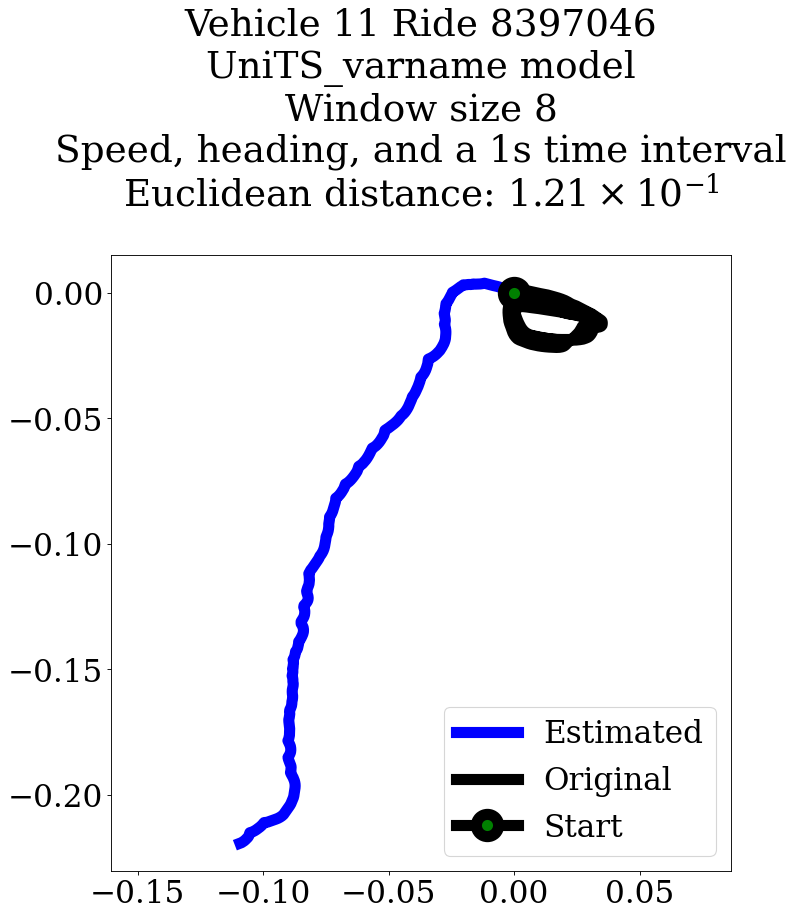 Vehicle 11 Ride 8397046
UniTS_varname model
Window size 8
Speed, heading, and a 1s time interval
Euclidean distance: 1.21 × 10⁻¹
0.00
−0.05
−0.10
−0.15
−0.20
Estimated
Original
Start
−0.15 −0.10 −0.05 0.00 0.05